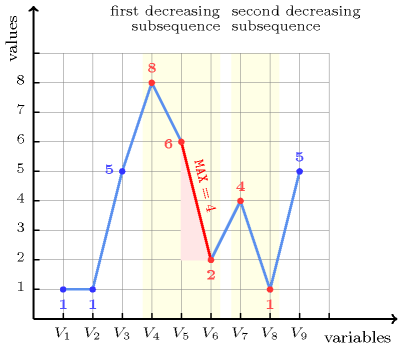 first decreasing
subsequence
second decreasing
subsequence
values
8
7
6
5
4
3
2
1
1
1
5
8
6
MAX = 4
2
4
1
5
V1 V2 V3 V4 V5 V6 V7 V8 V9
variables